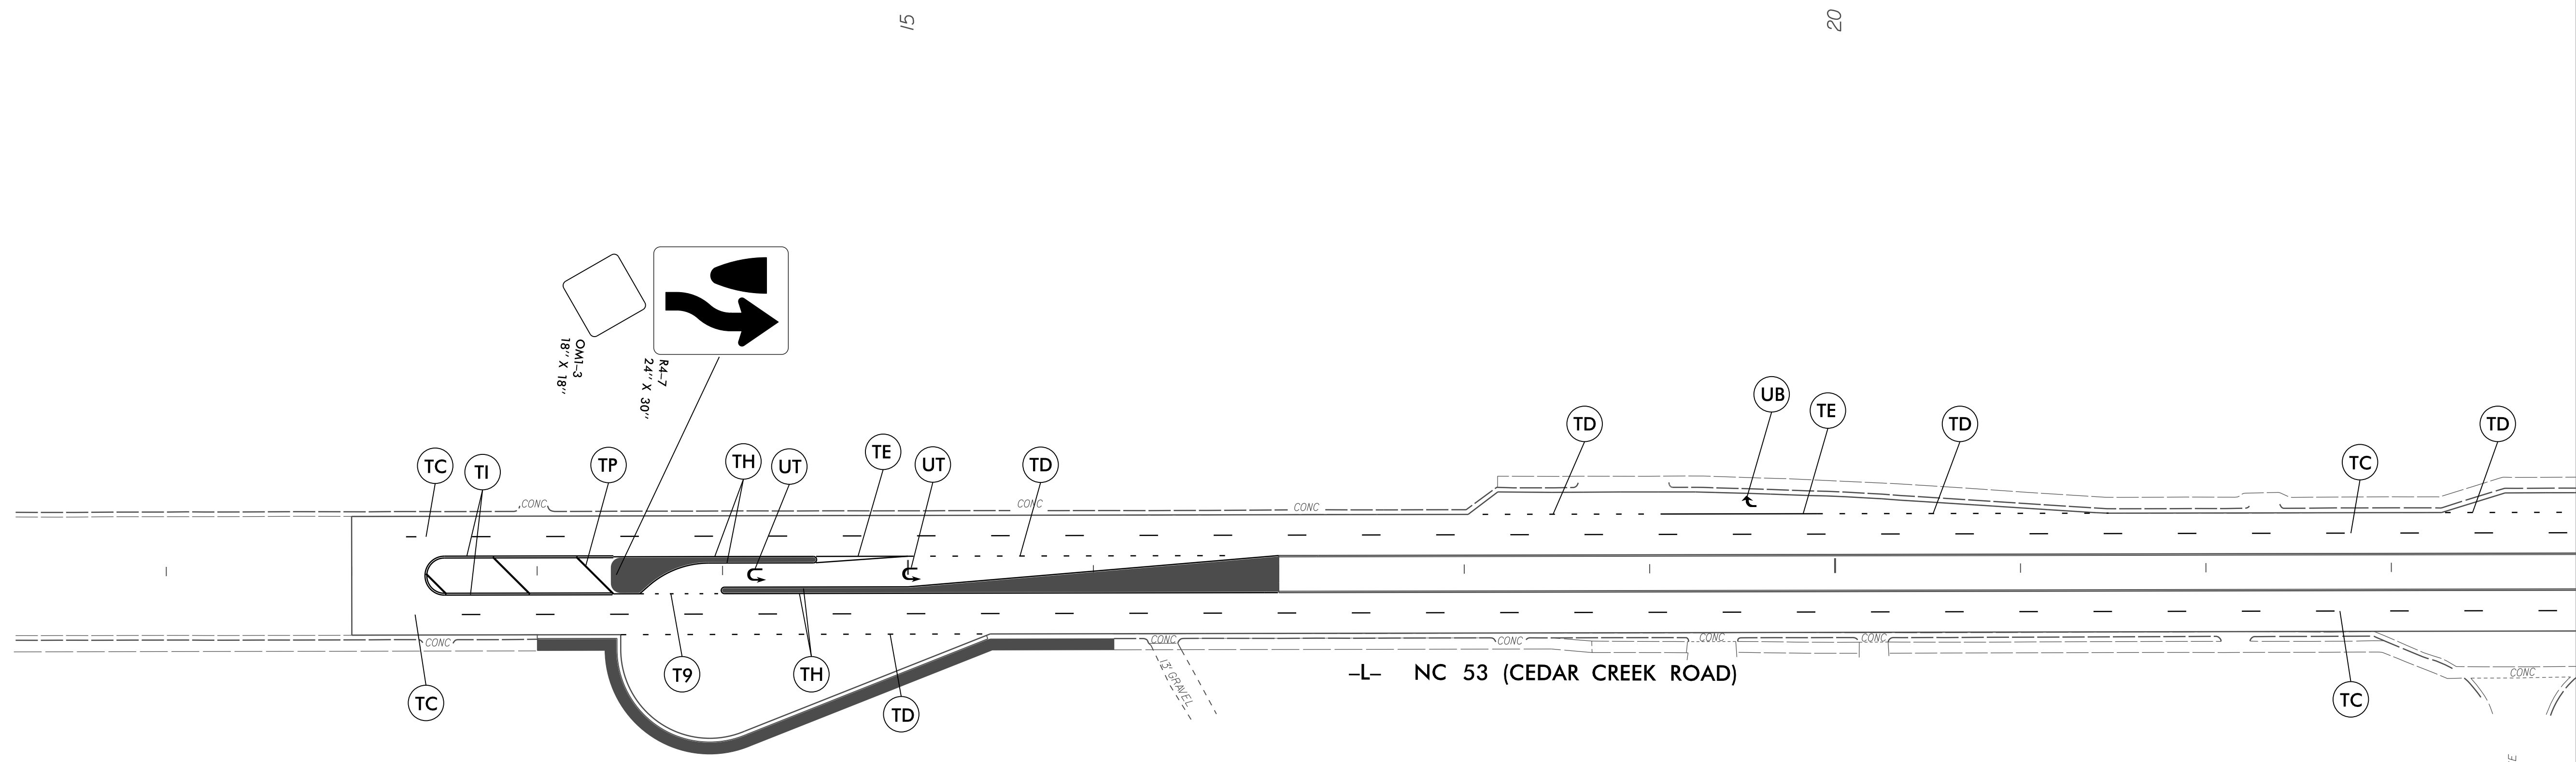 15
20
OM1-3
18" X 18"
R4-7
24" X 30"
TC
TI
TP
TH
UT
TE
UT
TD
TD
UB
TE
TD
TC
TD
CONC
CONC
CONC
CONC
CONC
CONC
CONC
CONC
CONC
13' GRAVEL
TC
T9
TH
TD
-L- NC 53 (CEDAR CREEK ROAD)
TC
E